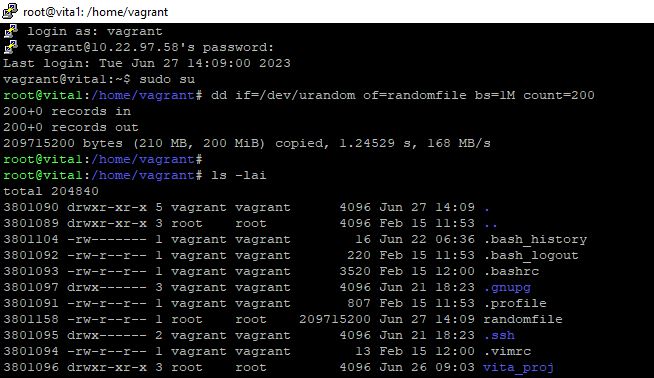 root@vita1: /home/vagrant
login as: vagrant
vagrant@10.22.97.58's password:
Last login: Tue Jun 27 14:09:00 2023
vagrant@vita1:~$ sudo su
root@vita1:/home/vagrant# dd if=/dev/urandom of=randomfile bs=1M count=200
200+0 records in
200+0 records out
209715200 bytes (210 MB, 200 MiB) copied, 1.24529 s, 168 MB/s
root@vita1:/home/vagrant#
root@vita1:/home/vagrant# ls -lai
total 204840
3801090 drwxr-xr-x 5 vagrant vagrant      4096 Jun 27 14:09 .
3801089 drwxr-xr-x 3 root    root         4096 Feb 15 11:53 ..
3801104 -rw------- 1 vagrant vagrant        16 Jun 22 06:36 .bash_history
3801092 -rw-r--r-- 1 vagrant vagrant       220 Feb 15 11:53 .bash_logout
3801093 -rw-r--r-- 1 vagrant vagrant      3520 Feb 15 12:00 .bashrc
3801097 drwx------ 3 vagrant vagrant      4096 Jun 21 18:23 .gnupg
3801091 -rw-r--r-- 1 vagrant vagrant       807 Feb 15 11:53 .profile
3801158 -rw-r--r-- 1 root    root    209715200 Jun 27 14:09 randomfile
3801095 drwx------ 2 vagrant vagrant      4096 Jun 21 18:23 .ssh
3801094 -rw-r--r-- 1 vagrant vagrant        13 Feb 15 12:00 .vimrc
3801096 drwxr-xr-x 3 vagrant vagrant      4096 Jun 26 09:03 vita_proj